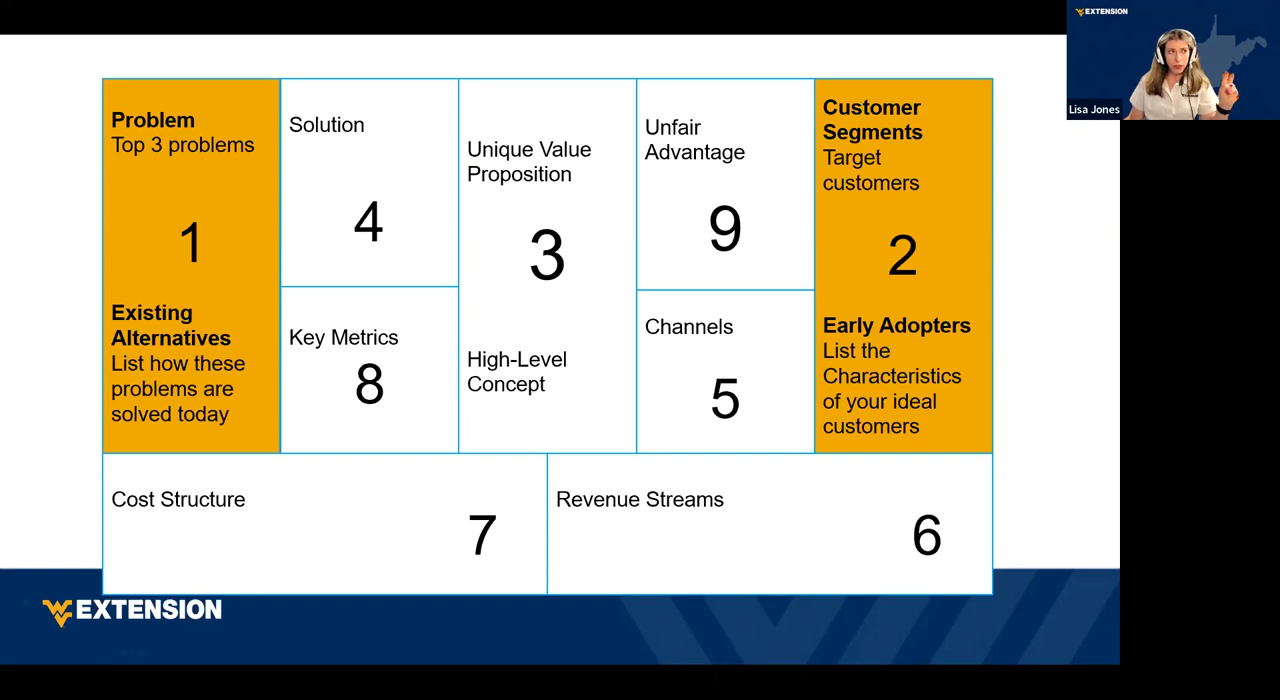 Problem
Top 3 problems
1
Existing
Alternatives
List how these
problems are
solved today
Solution
4
Key Metrics
8
Unique Value
Proposition
3
High-Level
Concept
Unfair
Advantage
9
Channels
5
Customer
Segments
Target
customers
2
Early Adopters
List the
Characteristics
of your ideal
customers
Cost Structure
7
Revenue Streams
6
EXTENSION
EXTENSION
Lisa Jones